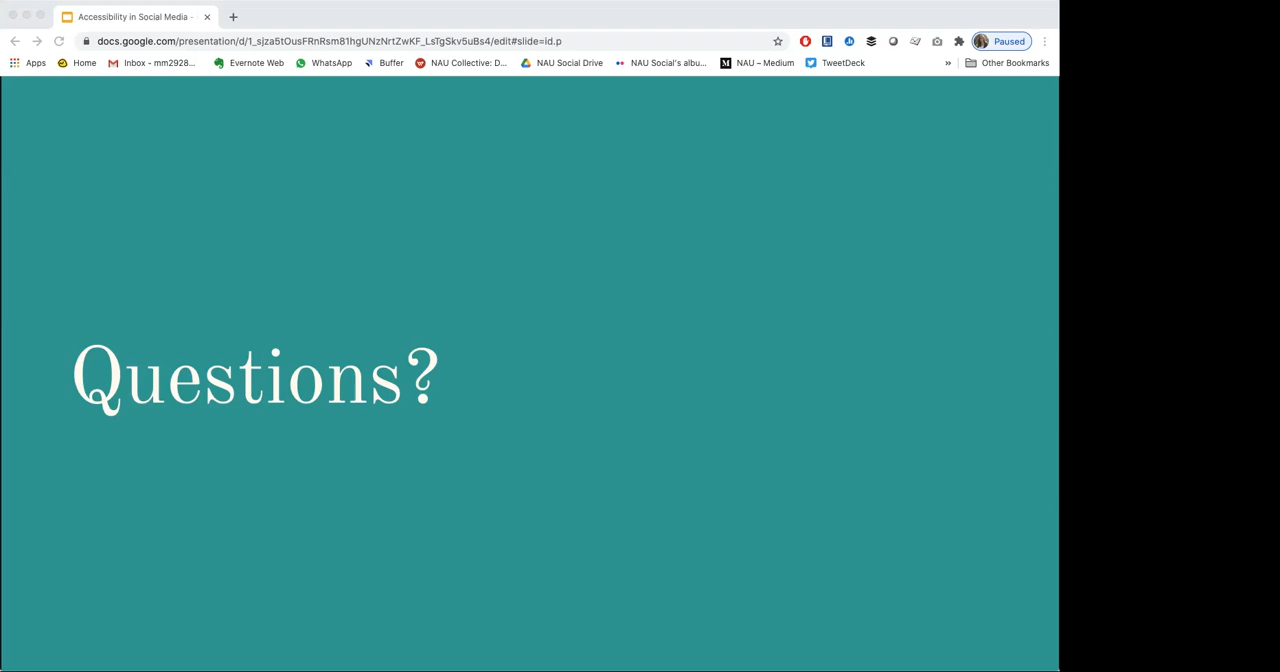 Accessibility in Social Media -
docs.google.com/presentation/d/1_sjza5tOusFRnRsm81hgUNzNrtZwKF_LsTgSkv5uBs4/edit#slide=id.p
Paused
Apps Home Inbox - mm2928... Evernote Web WhatsApp Buffer NAU Collective: D... NAU Social Drive NAU Social's albu... NAU – Medium TweetDeck » Other Bookmarks
Questions?